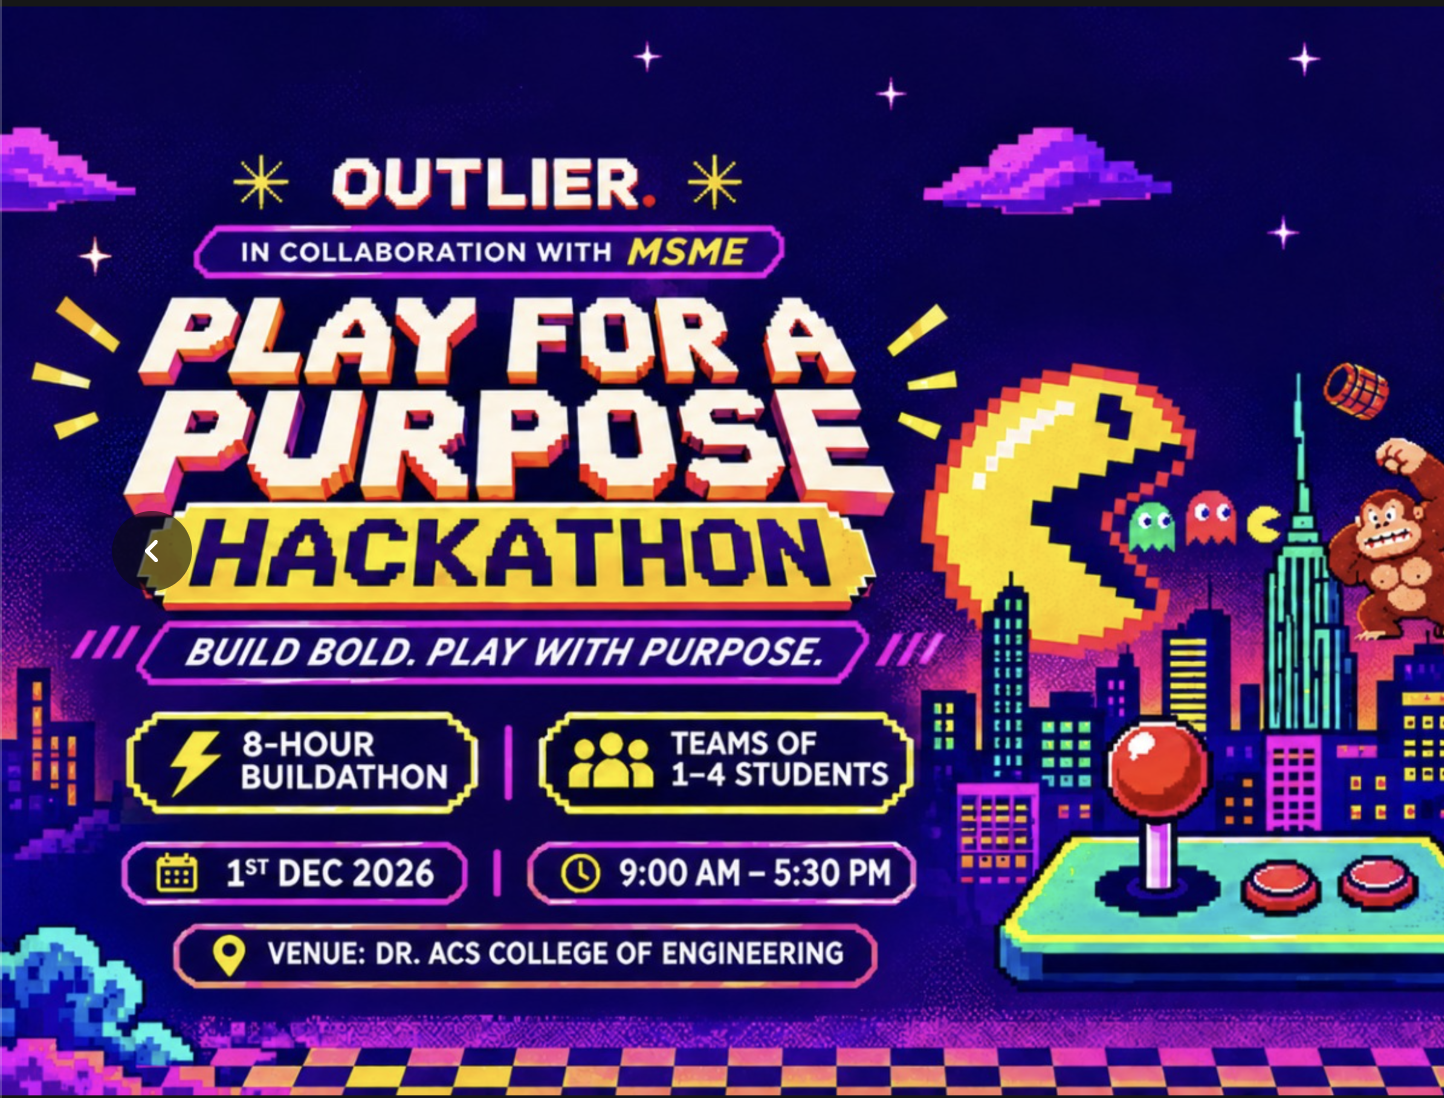 OUTLIER.
IN COLLABORATION WITH MSME
PLAY FOR A
PURPOSE
HACKATHON
BUILD BOLD. PLAY WITH PURPOSE.
8-HOUR
BUILDATHON
TEAMS OF
1-4 STUDENTS
1ST DEC 2026
9:00 AM – 5:30 PM
VENUE: DR. ACS COLLEGE OF ENGINEERING